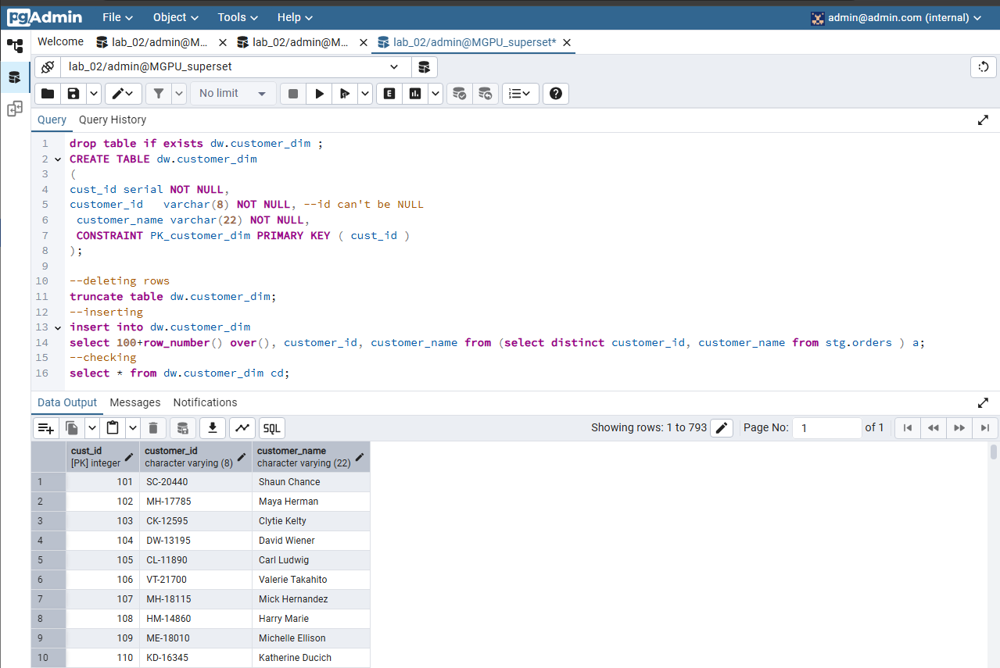 pgAdmin File Object Tools Help admin@admin.com (internal)
Welcome lab_02/admin@M... lab_02/admin@M... lab_02/admin@MGPU_superset*
lab_02/admin@MGPU_superset
No limit E
Query Query History
1 drop table if exists dw.customer_dim ;
2 CREATE TABLE dw.customer_dim
3 (
4 cust_id serial NOT NULL,
5 customer_id   varchar(8) NOT NULL, --id can't be NULL
6  customer_name varchar(22) NOT NULL,
7  CONSTRAINT PK_customer_dim PRIMARY KEY ( cust_id )
8 );
9
10 --deleting rows
11 truncate table dw.customer_dim;
12 --inserting
13 insert into dw.customer_dim
14 select 100+row_number() over(), customer_id, customer_name from (select distinct customer_id, customer_name from stg.orders ) a;
15 --checking
16 select * from dw.customer_dim cd;
Data Output Messages Notifications
SQL Showing rows: 1 to 793 Page No: 1 of 1
cust_id customer_id customer_name
[PK] integer character varying (8) character varying (22)
1 101 SC-20440 Shaun Chance
2 102 MH-17785 Maya Herman
3 103 CK-12595 Clytie Kelty
4 104 DW-13195 David Wiener
5 105 CL-11890 Carl Ludwig
6 106 VT-21700 Valerie Takahito
7 107 MH-18115 Mick Hernandez
8 108 HM-14860 Harry Marie
9 109 ME-18010 Michelle Ellison
10 110 KD-16345 Katherine Ducich